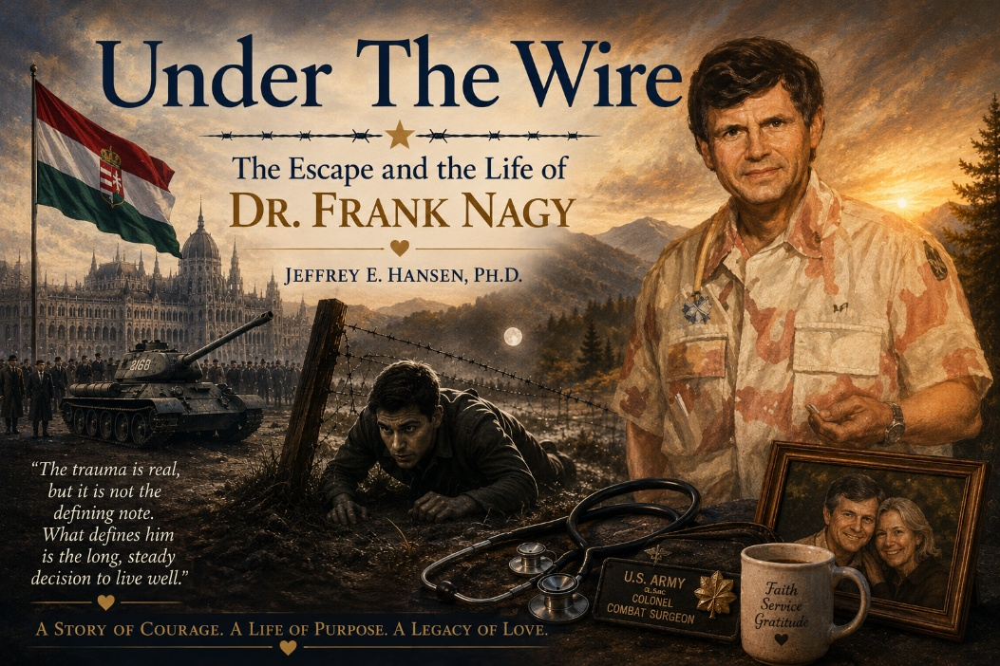 Under The Wire
The Escape and the Life of
DR. FRANK NAGY
JEFFREY E. HANSEN, PH.D.
2168
“The trauma is real,
but it is not the
defining note.
What defines him
is the long, steady
decision to live well.”
A STORY OF COURAGE. A LIFE OF PURPOSE. A LEGACY OF LOVE.
U.S. ARMY
COLONEL
COMBAT SURGEON
Faith
Service
Gratitude